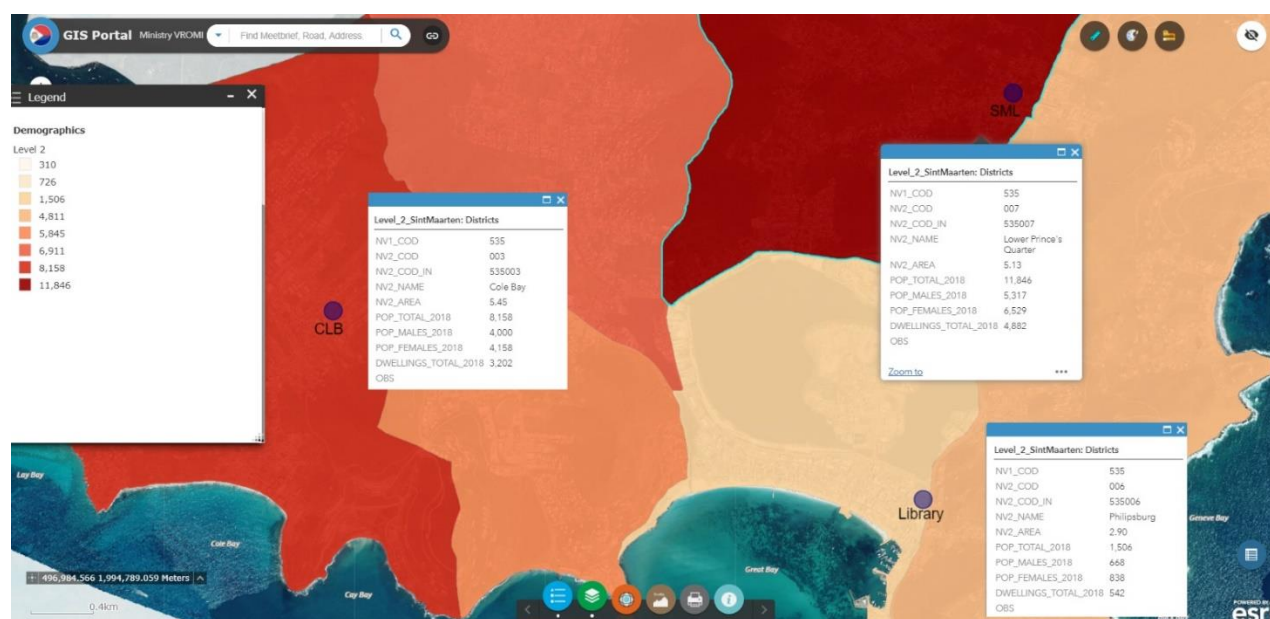 GIS Portal Ministry VROMI Find Meetbrief, Road, Address
Legend
Demographics
Level 2
310
726
1,506
4,811
5,845
6,911
8,158
11,846
CLB
Level_2_SintMaarten: Districts
NV1_COD 535
NV2_COD 003
NV2_COD_IN 535003
NV2_NAME Cole Bay
NV2_AREA 5.45
POP_TOTAL_2018 8,158
POP_MALES_2018 4,000
POP_FEMALES_2018 4,158
DWELLINGS_TOTAL_2018 3,202
OBS
SML
Level_2_SintMaarten: Districts
NV1_COD 535
NV2_COD 007
NV2_COD_IN 535007
NV2_NAME Lower Prince's
Quarter
NV2_AREA 5.13
POP_TOTAL_2018 11,846
POP_MALES_2018 5,317
POP_FEMALES_2018 6,529
DWELLINGS_TOTAL_2018 4,882
OBS
Zoom to
Library
Level_2_SintMaarten: Districts
NV1_COD 535
NV2_COD 006
NV2_COD_IN 535006
NV2_NAME Philipsburg
NV2_AREA 2.90
POP_TOTAL_2018 1,506
POP_MALES_2018 668
POP_FEMALES_2018 838
DWELLINGS_TOTAL_2018 542
OBS
Lay Bay
Cole Bay
Cay Bay
Great Bay
Geneve Bay
496,984.566 1,994,789.059 Meters
0.4km
POWERED BY
esri